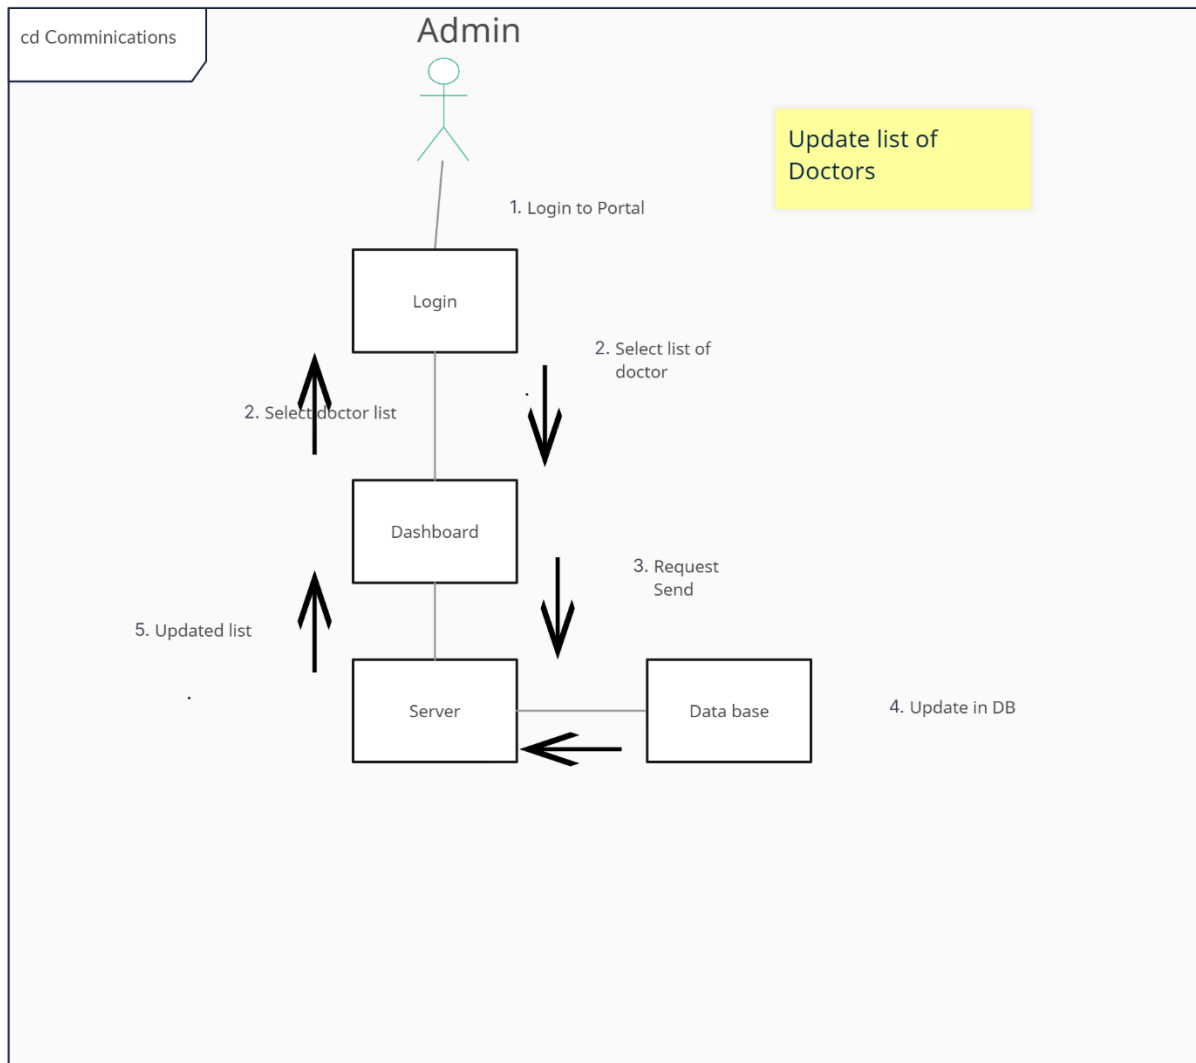 cd Comminications
Admin
Update list of
Doctors
1. Login to Portal
Login
2. Select list of
doctor
2. Select doctor list
Dashboard
3. Request
Send
5. Updated list
Server
Data base
4. Update in DB